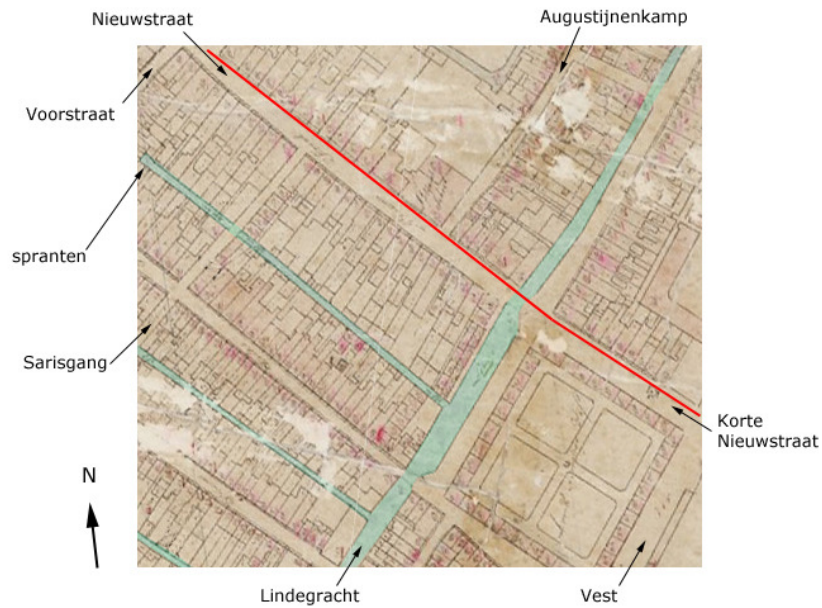 Nieuwstraat
Augustijnenkamp
Voorstraat
spranten
Sarisgang
Korte
Nieuwstraat
N
Lindegracht
Vest